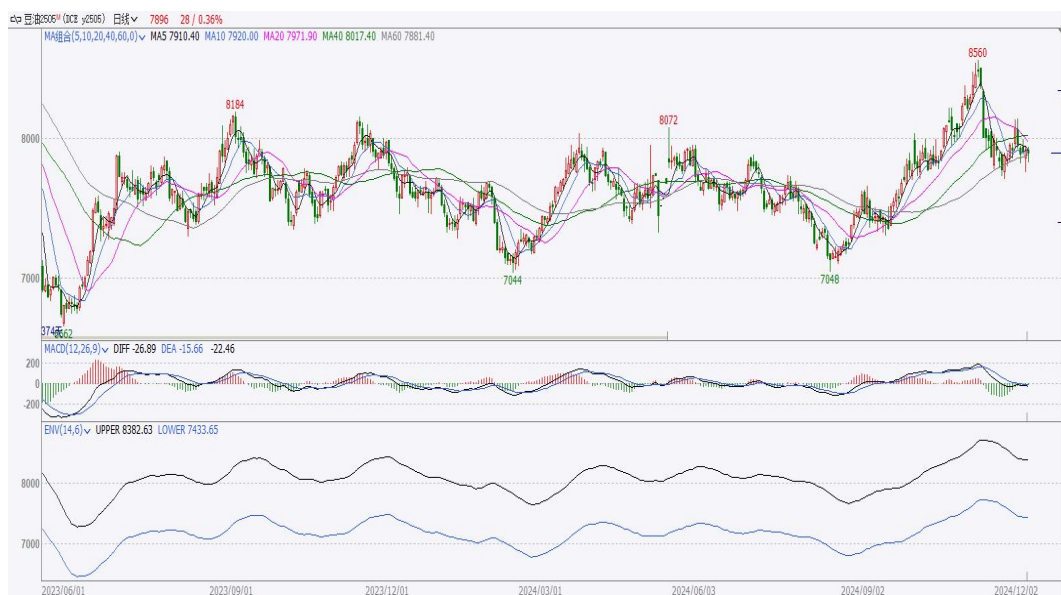 豆油2505M (DCE y2505) 日线 7896 28 / 0.36%
MA组合(5,10,20,40,60,0) MA5 7910.40 MA10 7920.00 MA20 7971.90 MA40 8017.40 MA60 7881.40
8560
8184
8072
8000
7044
7048
7000
MACD(12,26,9) DIFF -26.89 DEA -15.66 -22.46
200
0
-200
ENV(14,6) UPPER 8382.63 LOWER 7433.65
8000
7000
2023/06/01 2023/09/01 2023/12/01 2024/03/01 2024/06/03 2024/09/02 2024/12/02